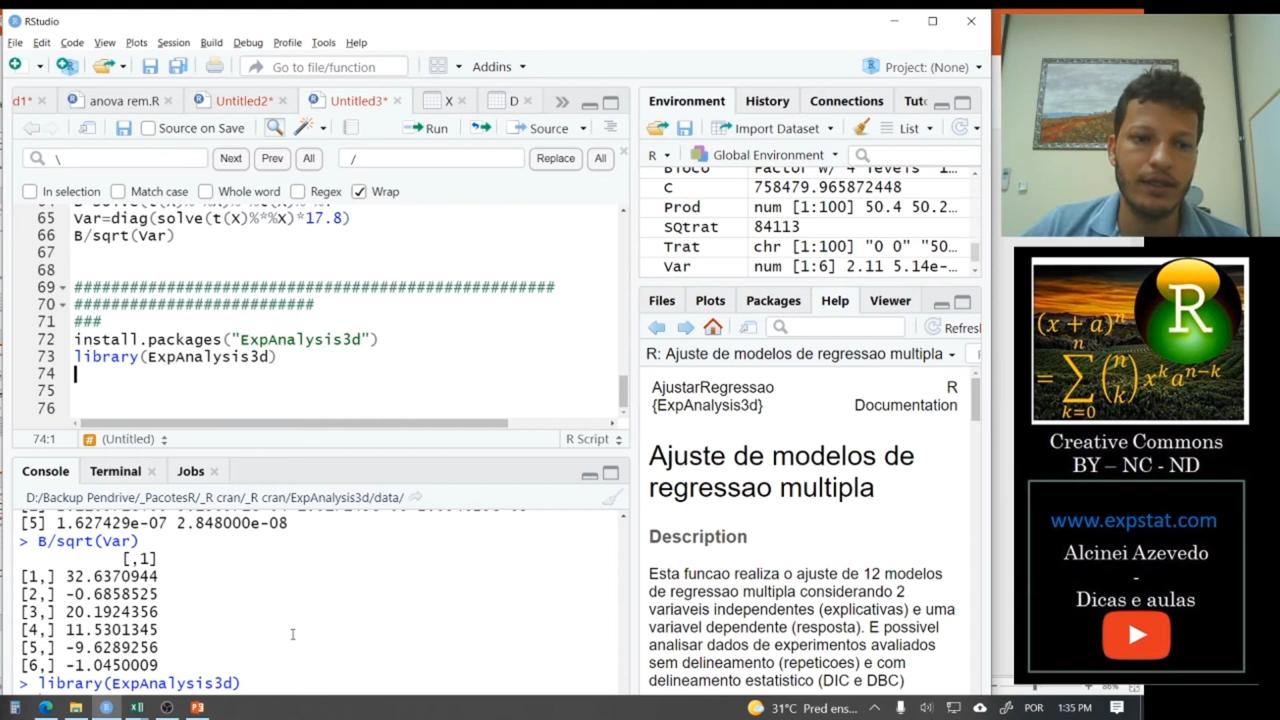 RStudio
File Edit Code View Plots Session Build Debug Profile Tools Help
Go to file/function
Addins
Project: (None)
d1*
anova rem.R
Untitled2*
Untitled3*
X
D
Source on Save
Run
Source
\
Next
Prev
All
/
Replace
All
In selection
Match case
Whole word
Regex
Wrap
65 Var=diag(solve(t(X)%*%X)*17.8)
66 B/sqrt(Var)
67
68
69 ####################################################
70 ##########################
71 ###
72 install.packages("ExpAnalysis3d")
73 library(ExpAnalysis3d)
74
75
76
74:1
(Untitled)
R Script
Console
Terminal
Jobs
D:/Backup Pendrive/_PacotesR/_R cran/_R cran/ExpAnalysis3d/data/
[5] 1.627429e-07 2.848000e-08
> B/sqrt(Var)
[,1]
[1,] 32.6370944
[2,] -0.6858525
[3,] 20.1924356
[4,] 11.5301345
[5,] -9.6289256
[6,] -1.0450009
> library(ExpAnalysis3d)
Environment
History
Connections
Tut
Import Dataset
List
R
Global Environment
Bloco Factor w/ 4 levels
C 758479.965872448
Prod num [1:100] 50.4 50.2…
SQtrat 84113
Trat chr [1:100] "0 0" "50…
Var num [1:6] 2.11 5.14e-…
Files
Plots
Packages
Help
Viewer
Refresh
R: Ajuste de modelos de regressao multipla
AjustarRegressao
{ExpAnalysis3d}
R
Documentation
Ajuste de modelos de
regressao multipla
Description
Esta funcao realiza o ajuste de 12 modelos
de regressao multipla considerando 2
variaveis independentes (explicativas) e uma
variavel dependente (resposta). E possivel
analisar dados de experimentos avaliados
sem delineamento (repeticoes) e com
delineamento estatistico (DIC e DBC)
R
(x + a)^n
= ∑_{k=0}^{n} (n k) x^k a^{n−k}
Creative Commons
BY – NC - ND
www.expstat.com
Alcinei Azevedo
-
Dicas e aulas
86%
31°C Pred ens...
POR
1:35 PM